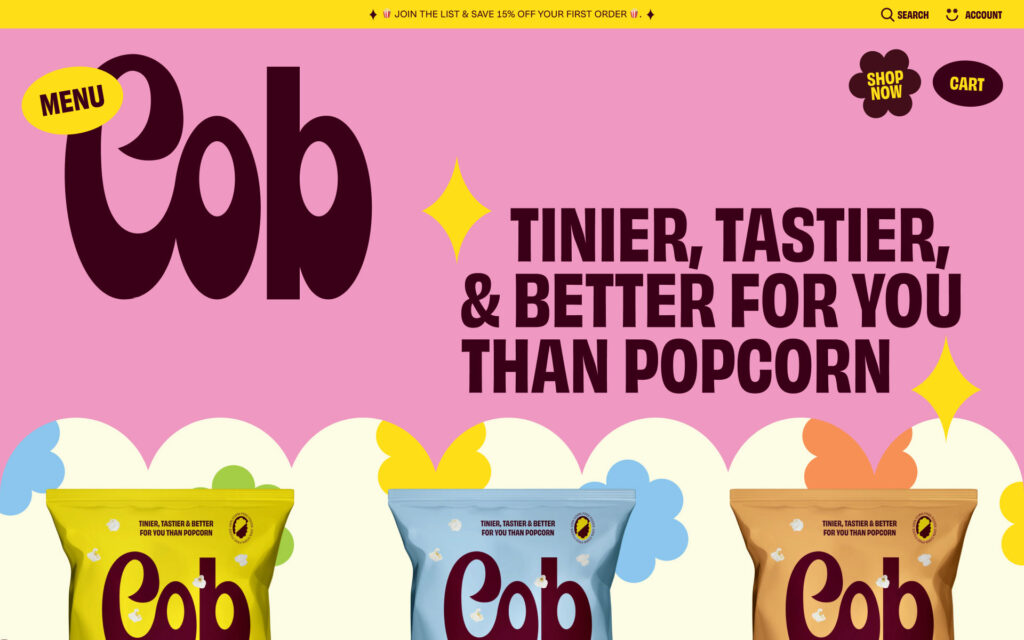 ✦ 🍿 JOIN THE LIST & SAVE 15% OFF YOUR FIRST ORDER 🍿. ✦
SEARCH
ACCOUNT
MENU
Cob
SHOP
NOW
CART
TINIER, TASTIER,
& BETTER FOR YOU
THAN POPCORN
TINIER, TASTIER & BETTER
FOR YOU THAN POPCORN
Cob
TINIER, TASTIER & BETTER
FOR YOU THAN POPCORN
Cob
TINIER, TASTIER & BETTER
FOR YOU THAN POPCORN
Cob